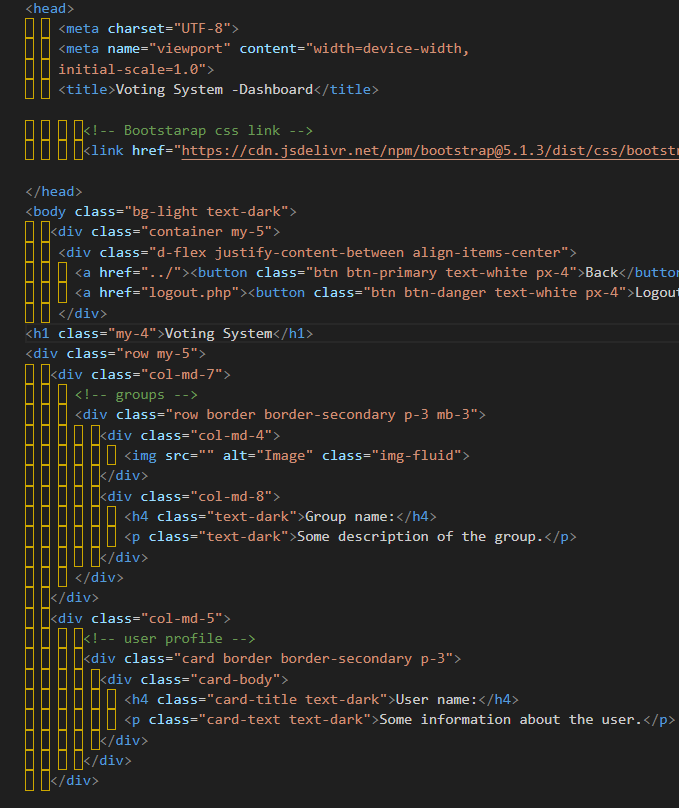 <head>
<meta charset="UTF-8">
<meta name="viewport" content="width=device-width,
initial-scale=1.0">
<title>Voting System -Dashboard</title>
<!-- Bootstarap css link -->
<link href="https://cdn.jsdelivr.net/npm/bootstrap@5.1.3/dist/css/bootstr
</head>
<body class="bg-light text-dark">
<div class="container my-5">
<div class="d-flex justify-content-between align-items-center">
<a href="../"><button class="btn btn-primary text-white px-4">Back</button
<a href="logout.php"><button class="btn btn-danger text-white px-4">Logou
</div>
<h1 class="my-4">Voting System</h1>
<div class="row my-5">
<div class="col-md-7">
<!-- groups -->
<div class="row border border-secondary p-3 mb-3">
<div class="col-md-4">
<img src="" alt="Image" class="img-fluid">
</div>
<div class="col-md-8">
<h4 class="text-dark">Group name:</h4>
<p class="text-dark">Some description of the group.</p>
</div>
</div>
</div>
<div class="col-md-5">
<!-- user profile -->
<div class="card border border-secondary p-3">
<div class="card-body">
<h4 class="card-title text-dark">User name:</h4>
<p class="card-text text-dark">Some information about the user.</p>
</div>
</div>
</div>